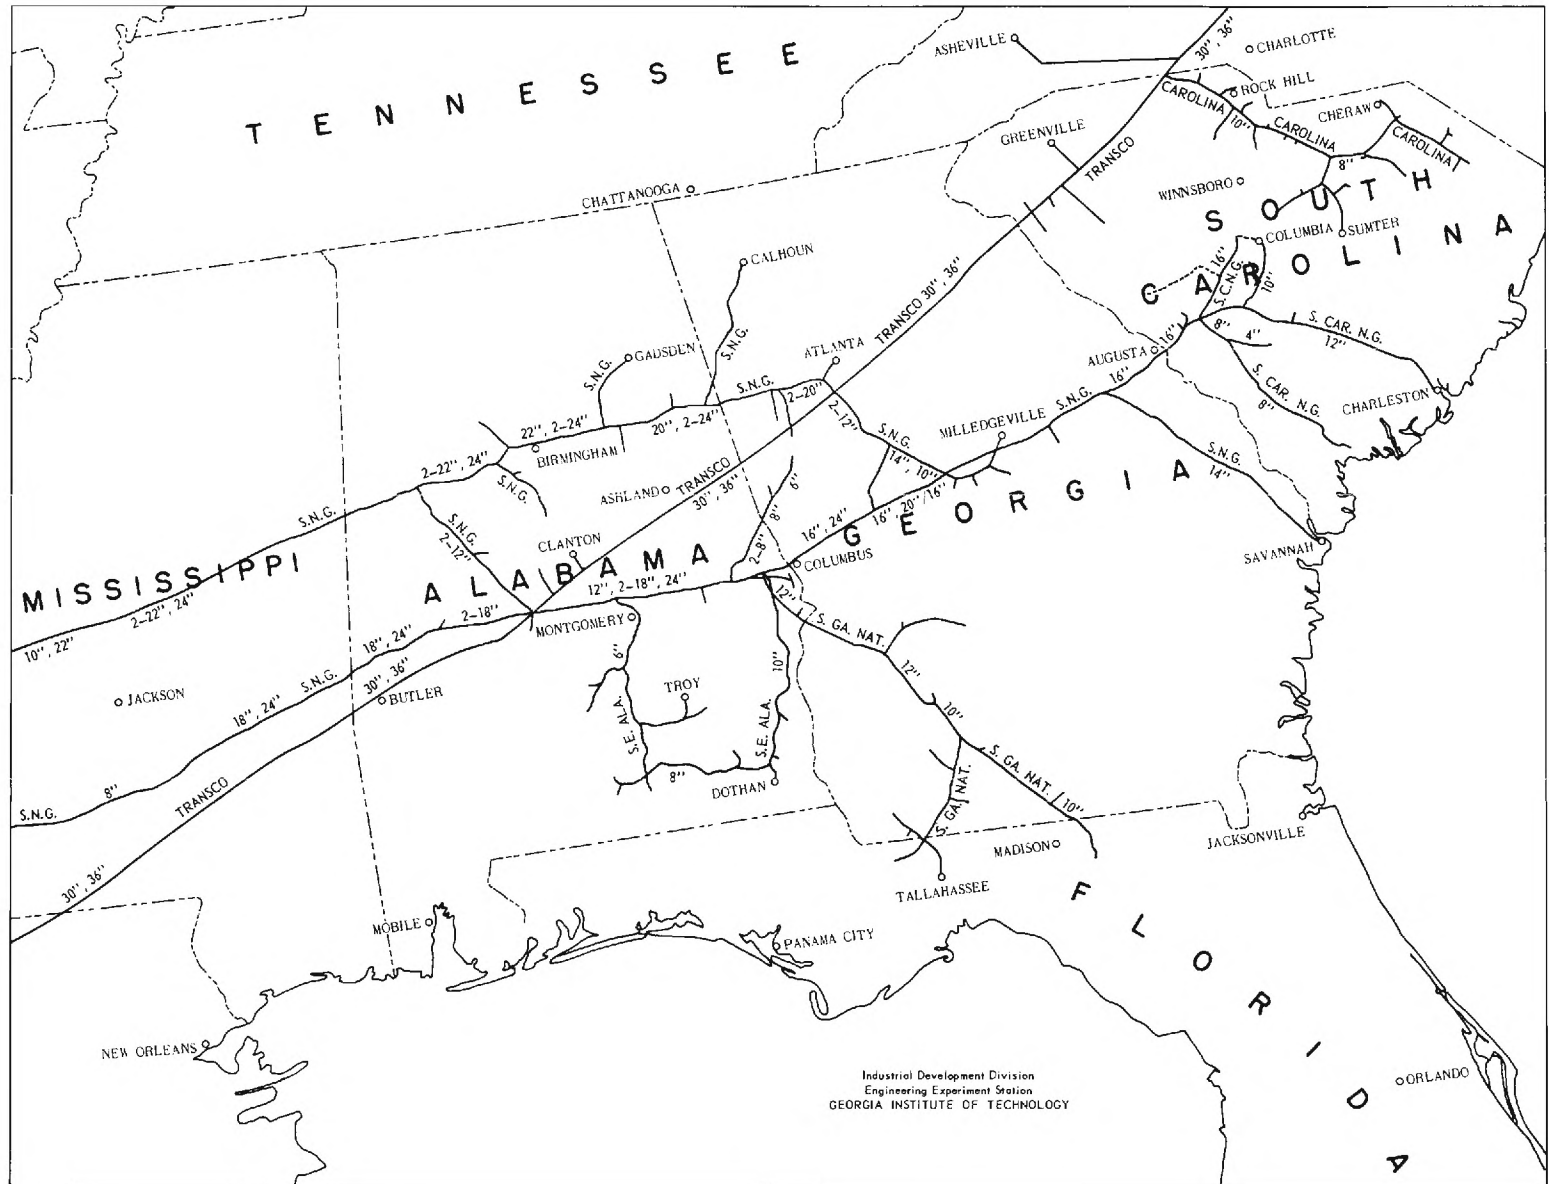 TENNESSEE
ASHEVILLE
30", 36"
CHARLOTTE
ROCK HILL
CAROLINA
10"
CHERAW
CAROLINA
CAROLINA
8"
GREENVILLE
TRANSCO
CHATTANOOGA
WINNSBORO
SOUTH
CAROLINA
COLUMBIA
SUMTER
CALHOUN
16"
S.C.N.G.
10"
TRANSCO 30", 36"
S.N.G.
GADSDEN
S.N.G.
ATLANTA
AUGUSTA
16"
8"
4"
S. CAR. N.G.
12"
S. CAR. N.G.
8"
CHARLESTON
S.N.G.
2-20"
16"
S.N.G.
22", 2-24"
20", 2-24"
2-12"
S.N.G.
14", 10"
MILLEDGEVILLE
BIRMINGHAM
2-22", 24"
S.N.G.
S.N.G.
14"
ASHLAND
TRANSCO
30", 36"
6"
8"
S.N.G.
S.N.G.
2-12"
16", 24"
16", 20"/16"
GEORGIA
CLANTON
2-8"
COLUMBUS
SAVANNAH
MISSISSIPPI
ALABAMA
12", 2-18", 24"
2-22", 24"
10", 22"
2-18"
MONTGOMERY
12"
S. GA. NAT.
18", 24"
S.N.G.
30", 36"
6"
10"
12"
JACKSON
BUTLER
TROY
18", 24"
S.E. ALA.
S.E. ALA.
10"
8"
DOTHAN
S. GA. NAT.
S. GA. NAT.
10"
8"
TRANSCO
S.N.G.
MADISON
JACKSONVILLE
30", 36"
TALLAHASSEE
FLORIDA
MOBILE
PANAMA CITY
NEW ORLEANS
ORLANDO
Industrial Development Division
Engineering Experiment Station
GEORGIA INSTITUTE OF TECHNOLOGY